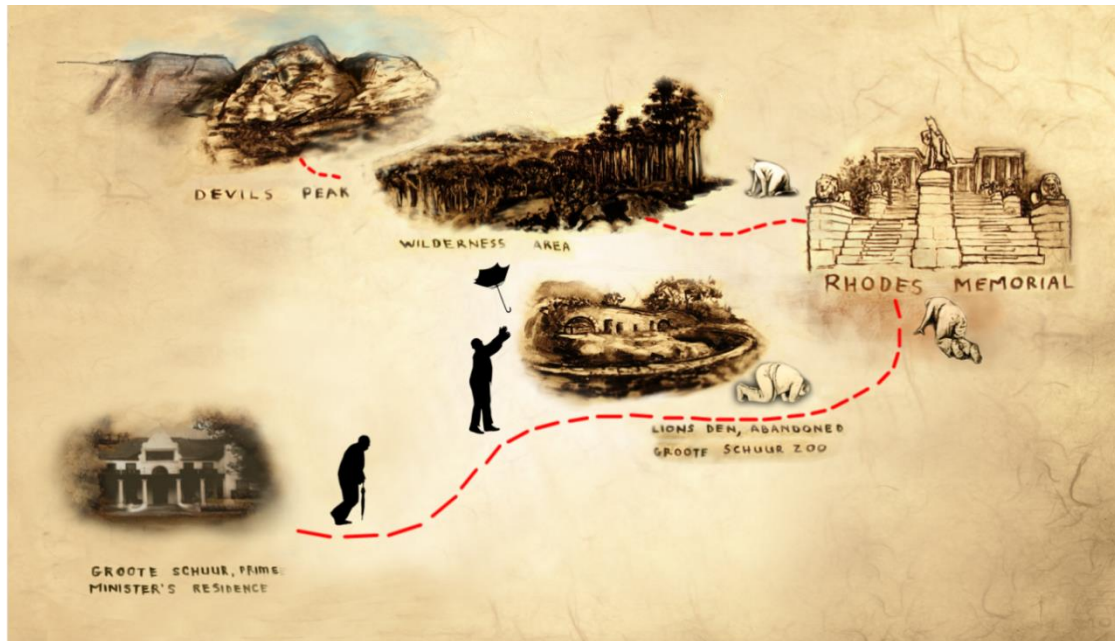 DEVILS PEAK
WILDERNESS AREA
RHODES MEMORIAL
LIONS DEN, ABANDONED
GROOTE SCHUUR ZOO
GROOTE SCHUUR, PRIME
MINISTER'S RESIDENCE